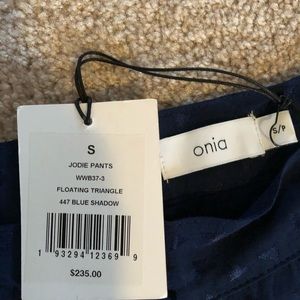 S
JODIE PANTS
WWB37-3
FLOATING TRIANGLE
447 BLUE SHADOW
1 93294 12369 9
$235.00
onia
S/P